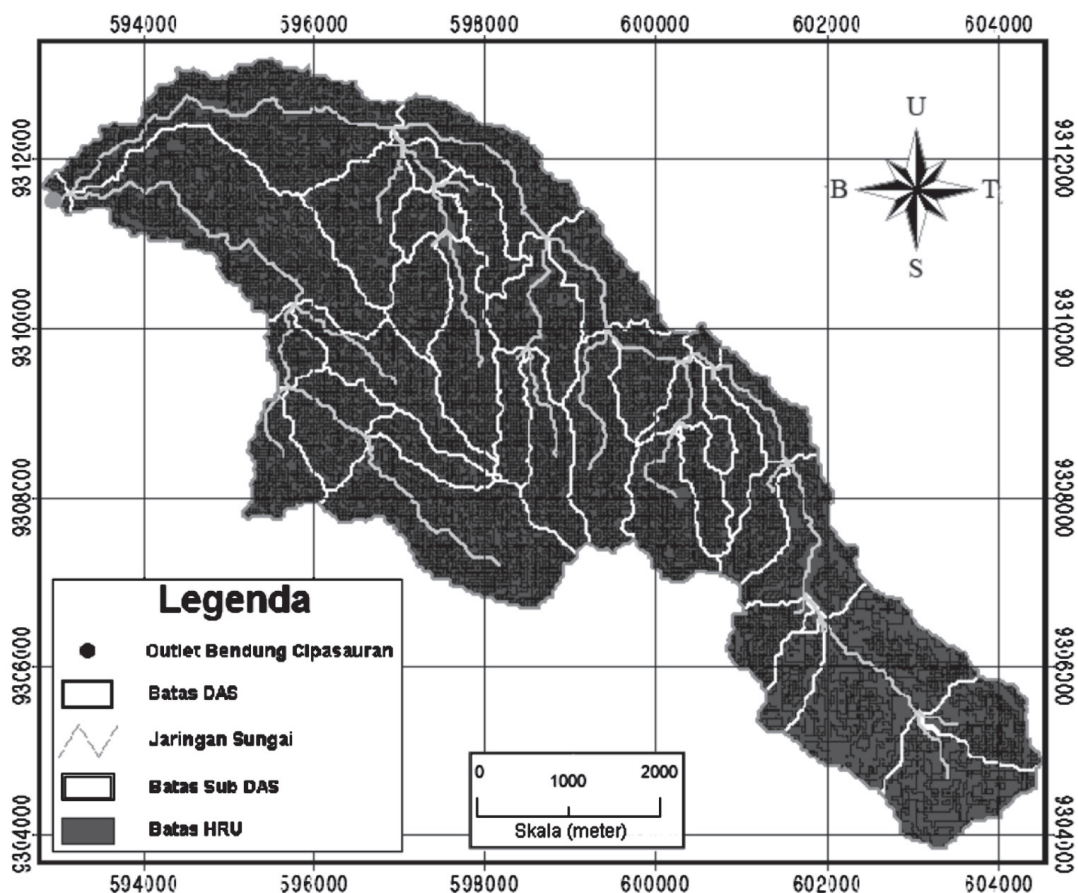 594000 596000 598000 600000 602000 604000
9312000
9310000
9308000
9306000
9304000
9312000
9310000
9308000
9306000
9304000
U
B T
S
Legenda
Outlet Bendung Cipasauran
Batas DAS
Jaringan Sungai
Batas Sub DAS
Batas HRU
0 1000 2000
Skala (meter)
594000 596000 598000 600000 602000 604000